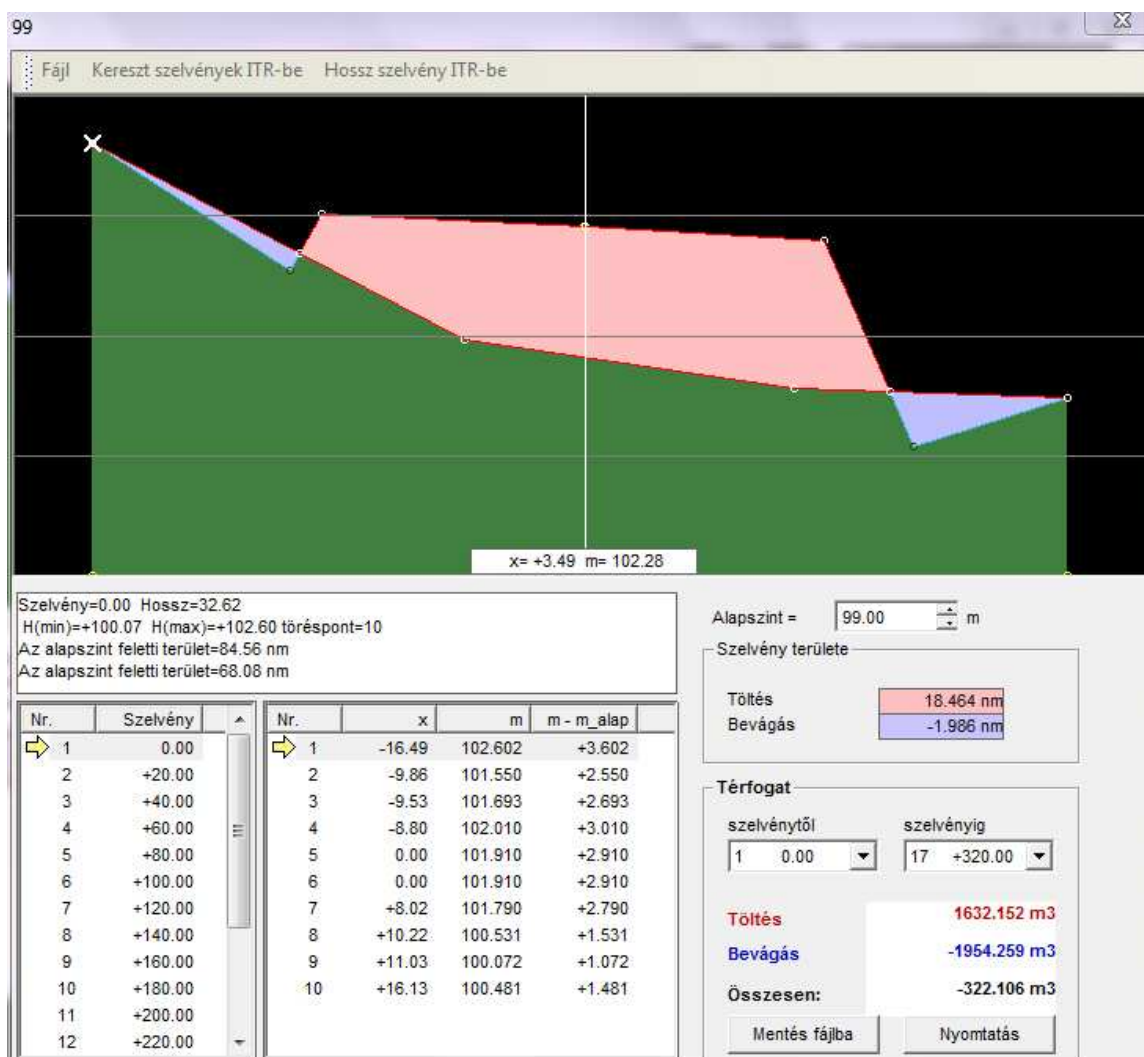 99
Fájl Kereszt szelvények ITR-be Hossz szelvény ITR-be
x= +3.49 m= 102.28
Szelvény=0.00 Hossz=32.62
H(min)=+100.07 H(max)=+102.60 töréspont=10
Az alapszint feletti terület=84.56 nm
Az alapszint feletti terület=68.08 nm
Alapszint = 99.00 m
Szelvény területe
Töltés 18.464 nm
Bevágás -1.986 nm
Nr. Szelvény
1 0.00
2 +20.00
3 +40.00
4 +60.00
5 +80.00
6 +100.00
7 +120.00
8 +140.00
9 +160.00
10 +180.00
11 +200.00
12 +220.00
Nr. x m m - m_alap
1 -16.49 102.602 +3.602
2 -9.86 101.550 +2.550
3 -9.53 101.693 +2.693
4 -8.80 102.010 +3.010
5 0.00 101.910 +2.910
6 0.00 101.910 +2.910
7 +8.02 101.790 +2.790
8 +10.22 100.531 +1.531
9 +11.03 100.072 +1.072
10 +16.13 100.481 +1.481
Térfogat
szelvénytől szelvényig
1 0.00 17 +320.00
Töltés 1632.152 m3
Bevágás -1954.259 m3
Összesen: -322.106 m3
Mentés fájlba Nyomtatás